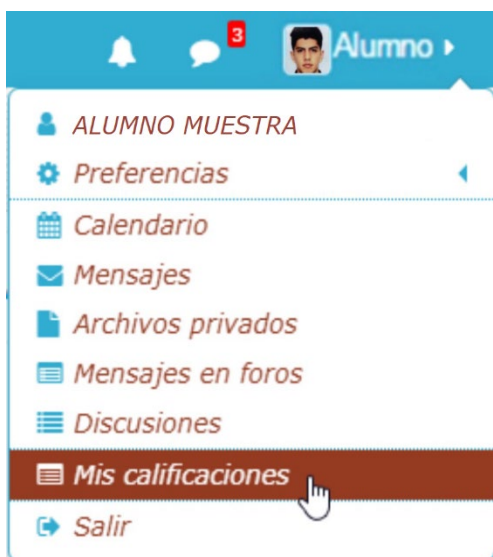 3
Alumno
ALUMNO MUESTRA
Preferencias
Calendario
Mensajes
Archivos privados
Mensajes en foros
Discusiones
Mis calificaciones
Salir